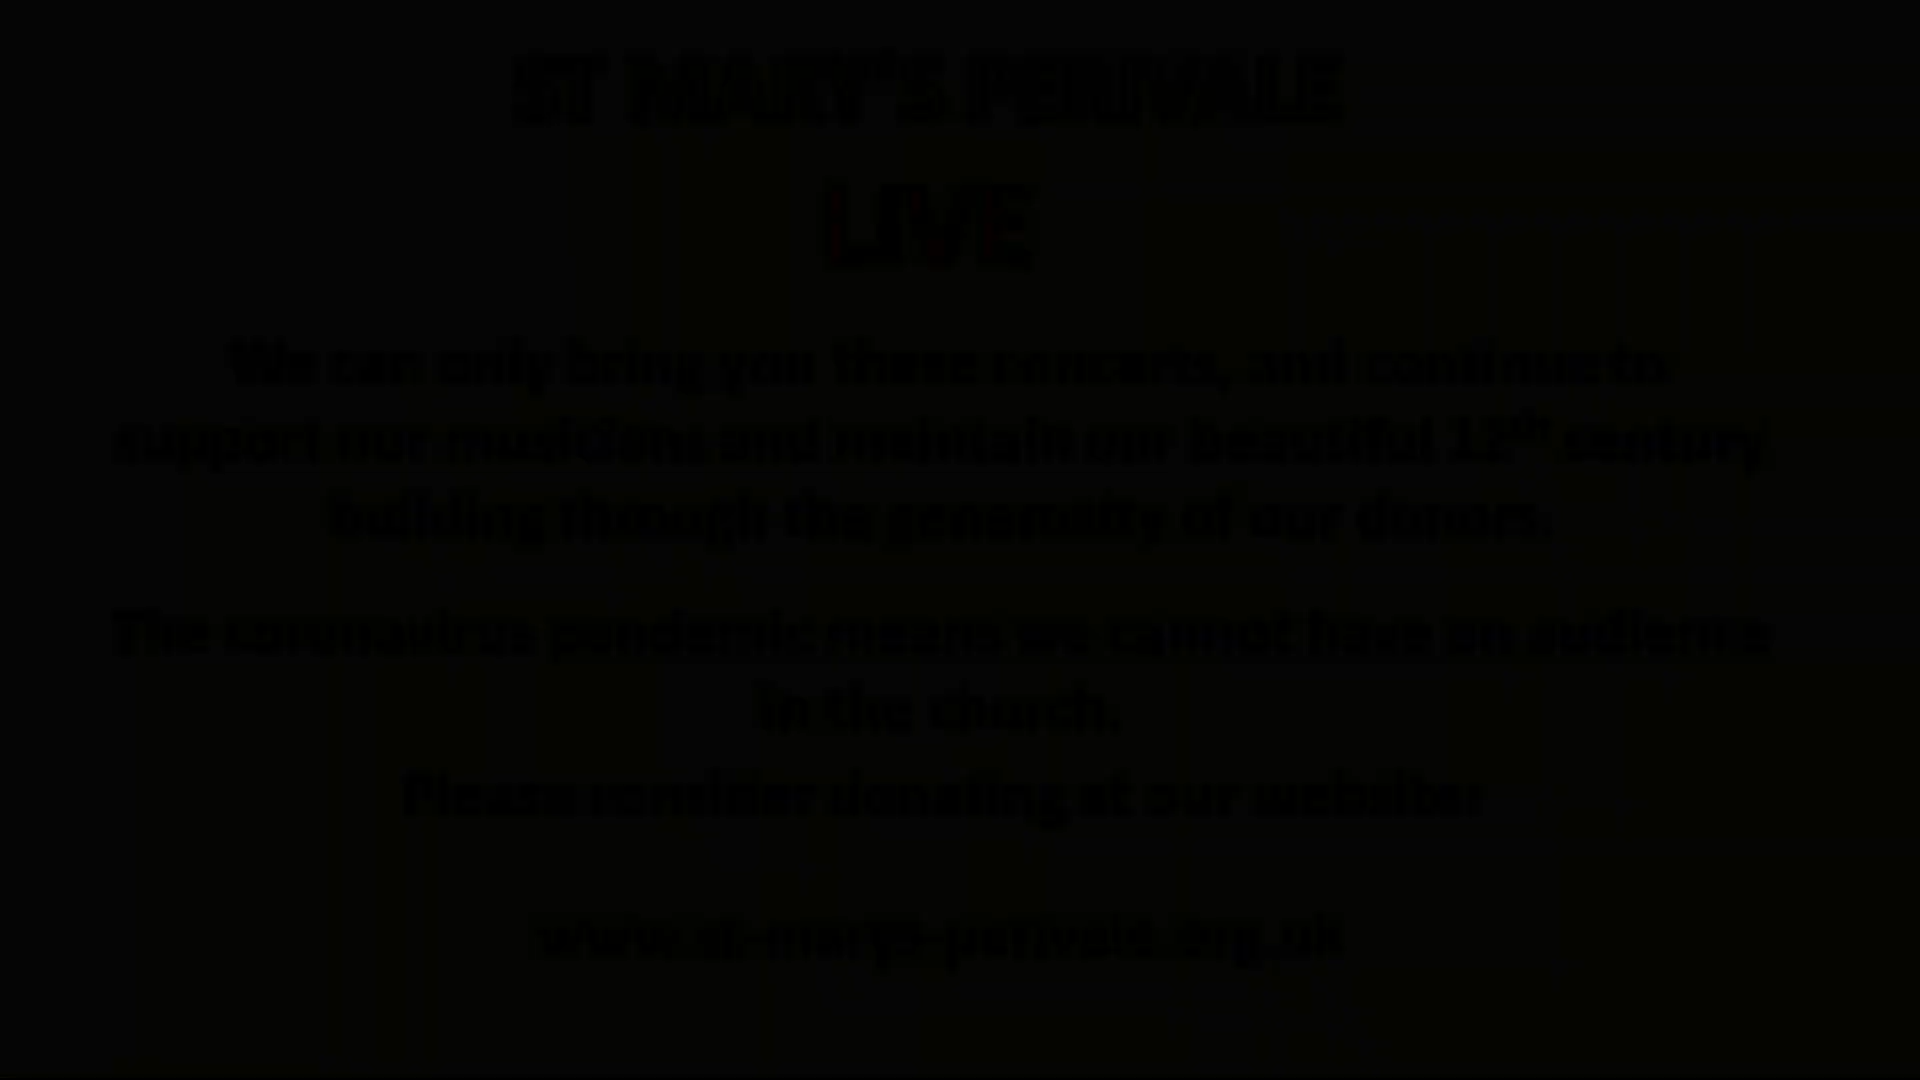 ST MARY'S PERIVALE
LIVE
We can only bring you these concerts, and continue to
support our musicians and maintain our beautiful 12th century
building through the generosity of our donors.
The coronavirus pandemic means we cannot have an audience
in the church.
Please consider donating at our website:
www.st-marys-perivale.org.uk